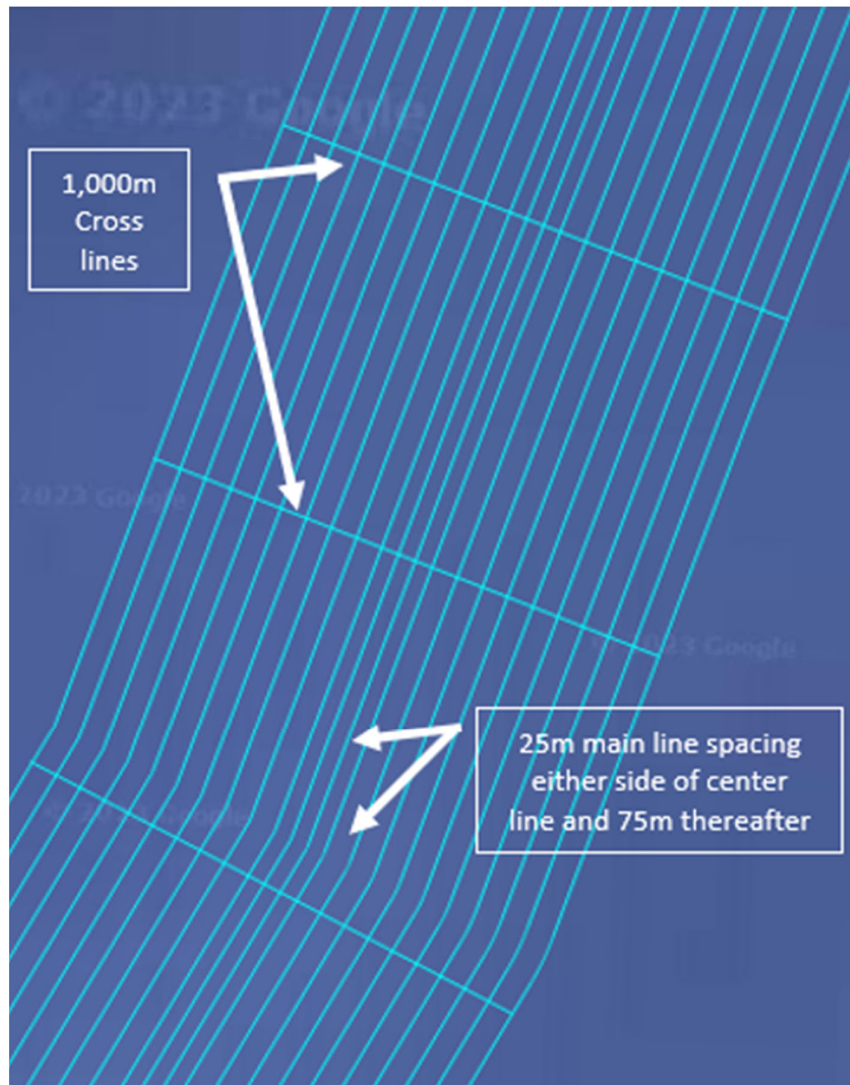 © 2023 Google
1,000m
Cross
lines
2023 Google
© 2023 Google
25m main line spacing
either side of center
line and 75m thereafter
© 2023 Google